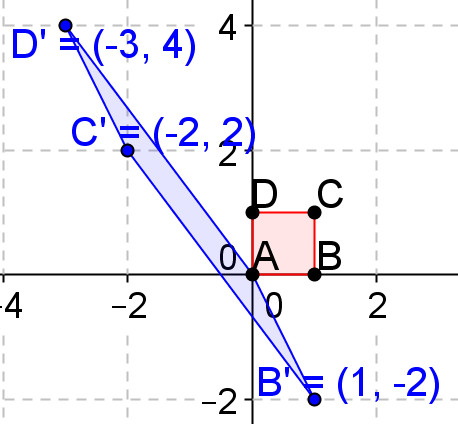 4
D' = (-3, 4)
C' = (-2, 2)
2
D C
0 A B
-4 -2 0 2
B' = (1, -2)
-2